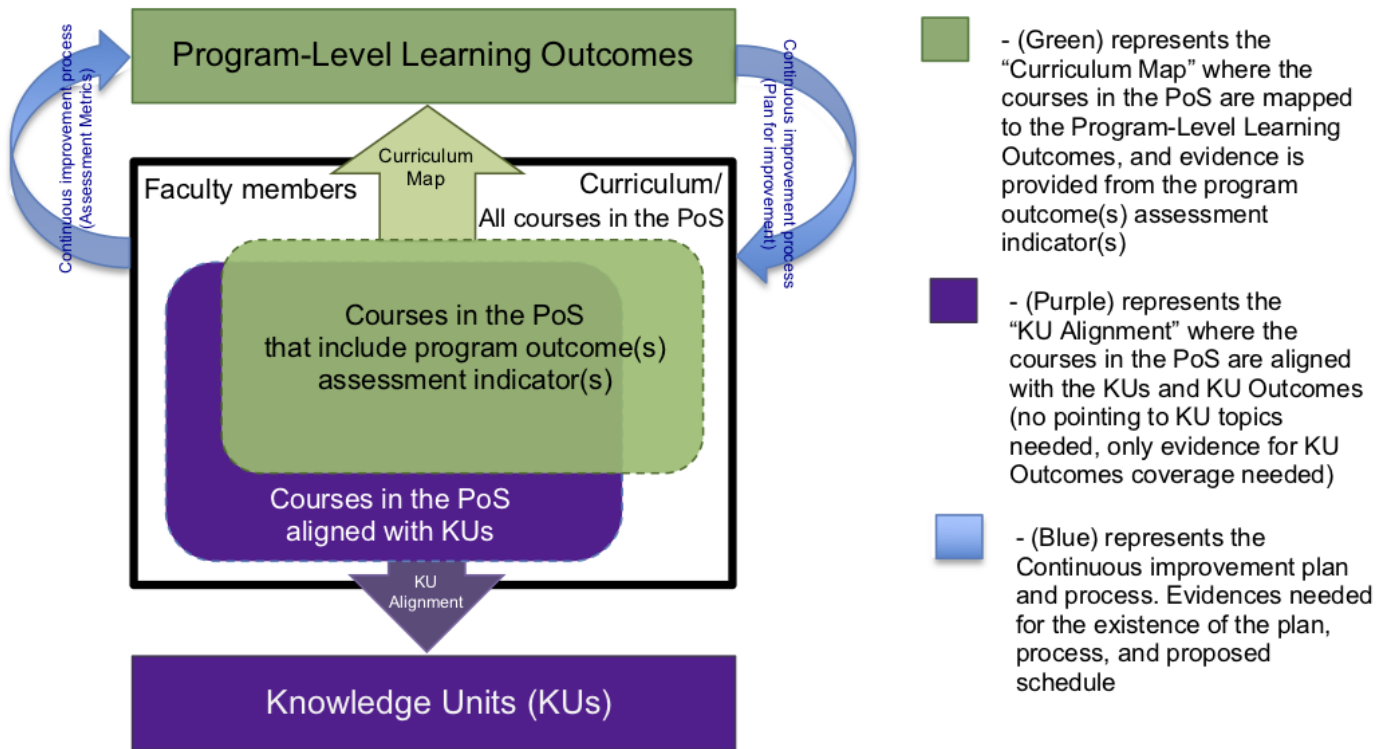 Program-Level Learning Outcomes
Continuous improvement process
(Assessment Metrics)
Continuous improvement process
(Plan for improvement)
Curriculum
Map
Faculty members
Curriculum/
All courses in the PoS
Courses in the PoS
that include program outcome(s)
assessment indicator(s)
Courses in the PoS
aligned with KUs
KU
Alignment
Knowledge Units (KUs)
- (Green) represents the
“Curriculum Map” where the
courses in the PoS are mapped
to the Program-Level Learning
Outcomes, and evidence is
provided from the program
outcome(s) assessment
indicator(s)
- (Purple) represents the
“KU Alignment” where the
courses in the PoS are aligned
with the KUs and KU Outcomes
(no pointing to KU topics
needed, only evidence for KU
Outcomes coverage needed)
- (Blue) represents the
Continuous improvement plan
and process. Evidences needed
for the existence of the plan,
process, and proposed
schedule